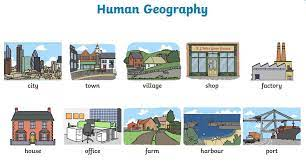 Human Geography
city town village shop factory
house office farm harbour port